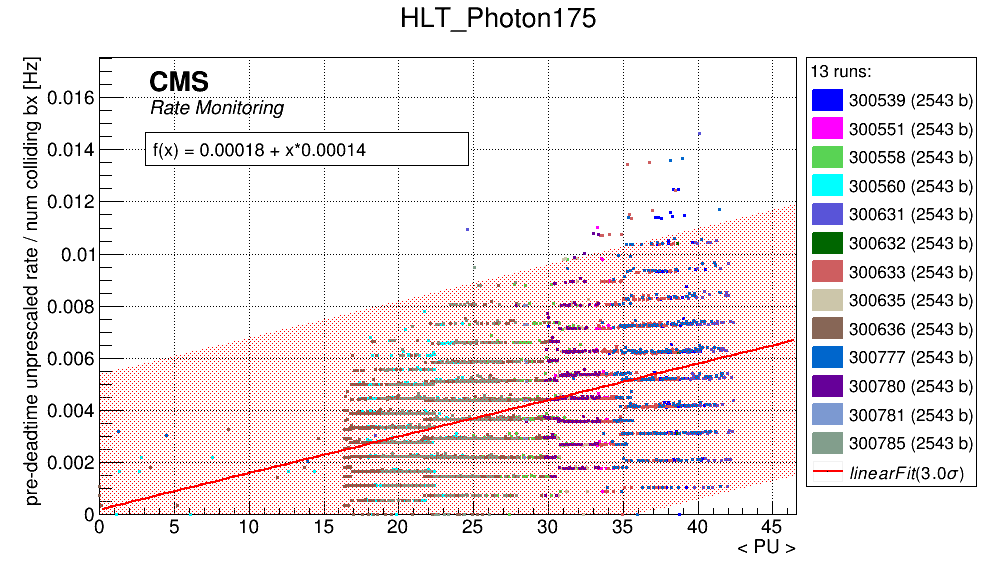 HLT_Photon175
pre-deadtime unprescaled rate / num colliding bx [Hz]
CMS
Rate Monitoring
f(x) = 0.00018 + x*0.00014
0.016
0.014
0.012
0.01
0.008
0.006
0.004
0.002
0
0 5 10 15 20 25 30 35 40 45
< PU >
13 runs:
300539 (2543 b)
300551 (2543 b)
300558 (2543 b)
300560 (2543 b)
300631 (2543 b)
300632 (2543 b)
300633 (2543 b)
300635 (2543 b)
300636 (2543 b)
300777 (2543 b)
300780 (2543 b)
300781 (2543 b)
300785 (2543 b)
linearFit(3.0σ)